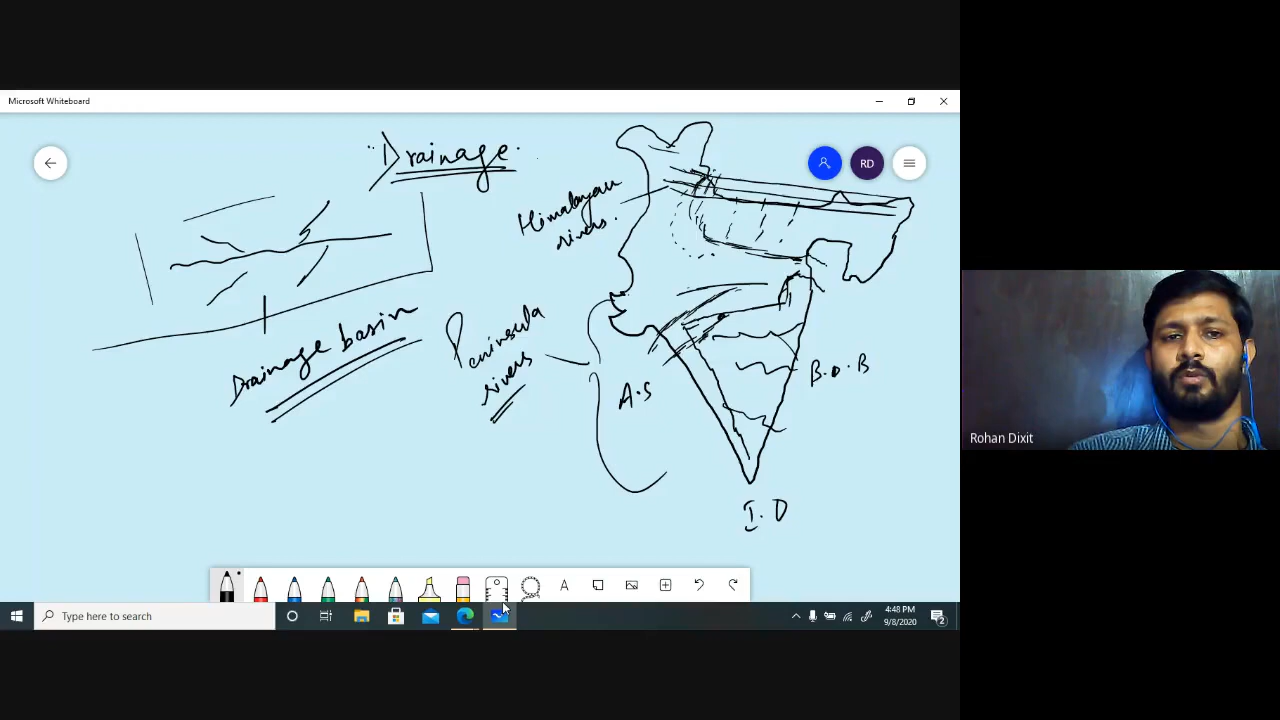 Microsoft Whiteboard
Drainage
RD
Himalayan
rivers.
Drainage basin
Peninsula
rivers
A.S
B.O.B
I.O
Rohan Dixit
A
Type here to search
4:48 PM
9/8/2020
2